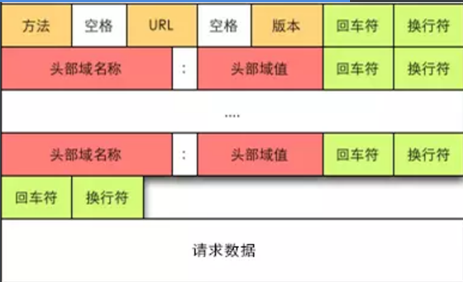 方法 空格 URL 空格 版本 回车符 换行符
头部域名称 : 头部域值 回车符 换行符
....
头部域名称 : 头部域值 回车符 换行符
回车符 换行符
请求数据